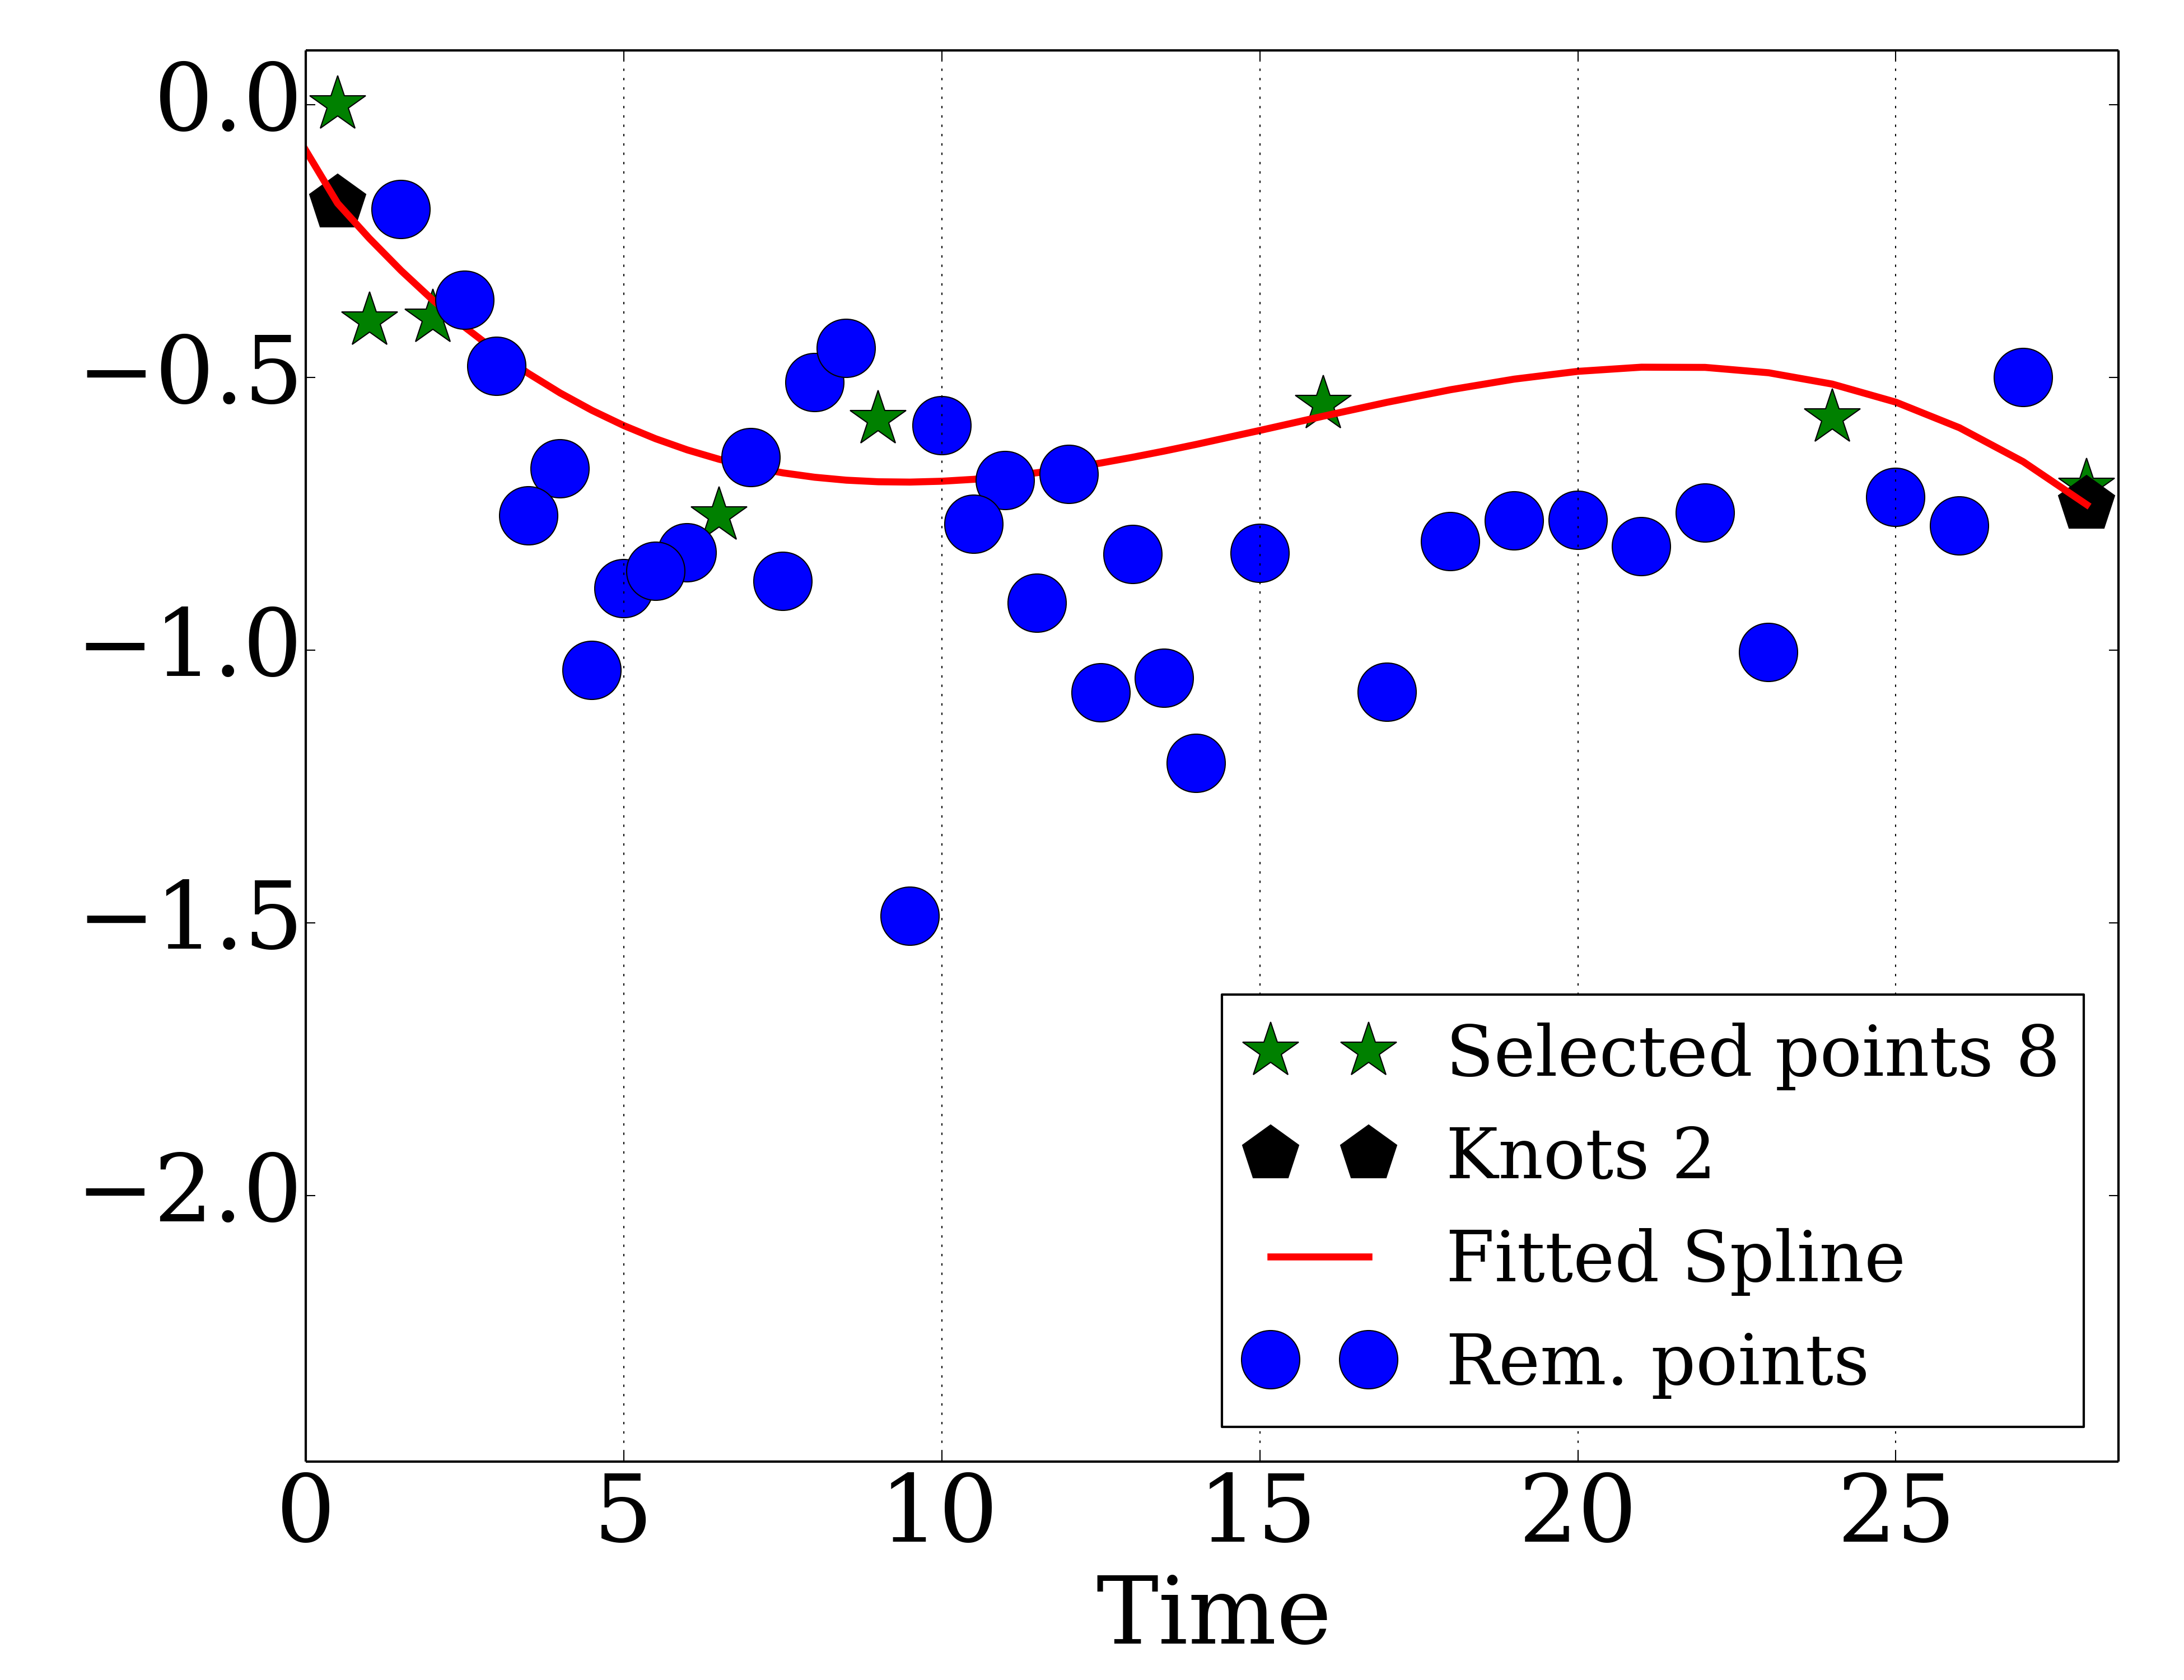 0.0
−0.5
−1.0
−1.5
−2.0
Selected points 8
Knots 2
Fitted Spline
Rem. points
0 5 10 15 20 25
Time